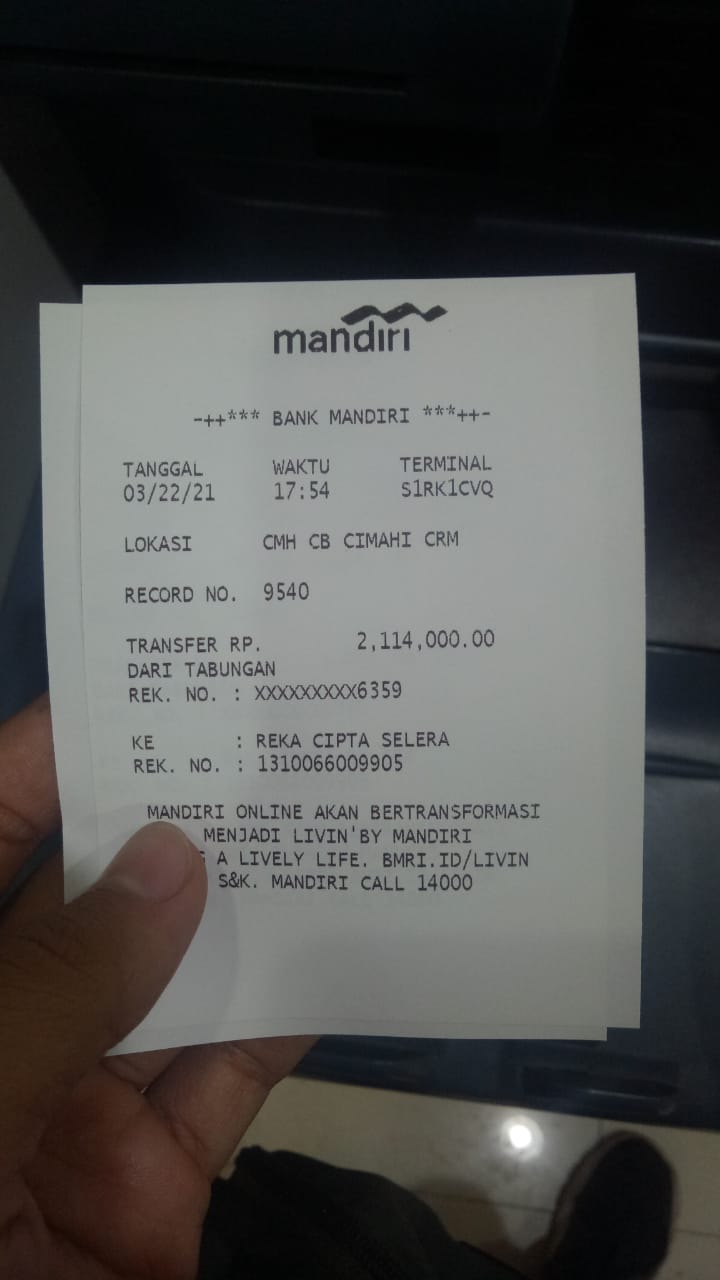 mandiri
-++*** BANK MANDIRI ***++-
TANGGAL WAKTU TERMINAL
03/22/21 17:54 S1RK1CVQ
LOKASI CMH CB CIMAHI CRM
RECORD NO. 9540
TRANSFER RP. 2,114,000.00
DARI TABUNGAN
REK. NO. : XXXXXXXXX6359
KE : REKA CIPTA SELERA
REK. NO. : 1310066009905
MANDIRI ONLINE AKAN BERTRANSFORMASI
MENJADI LIVIN'BY MANDIRI
A LIVELY LIFE. BMRI.ID/LIVIN
S&K. MANDIRI CALL 14000